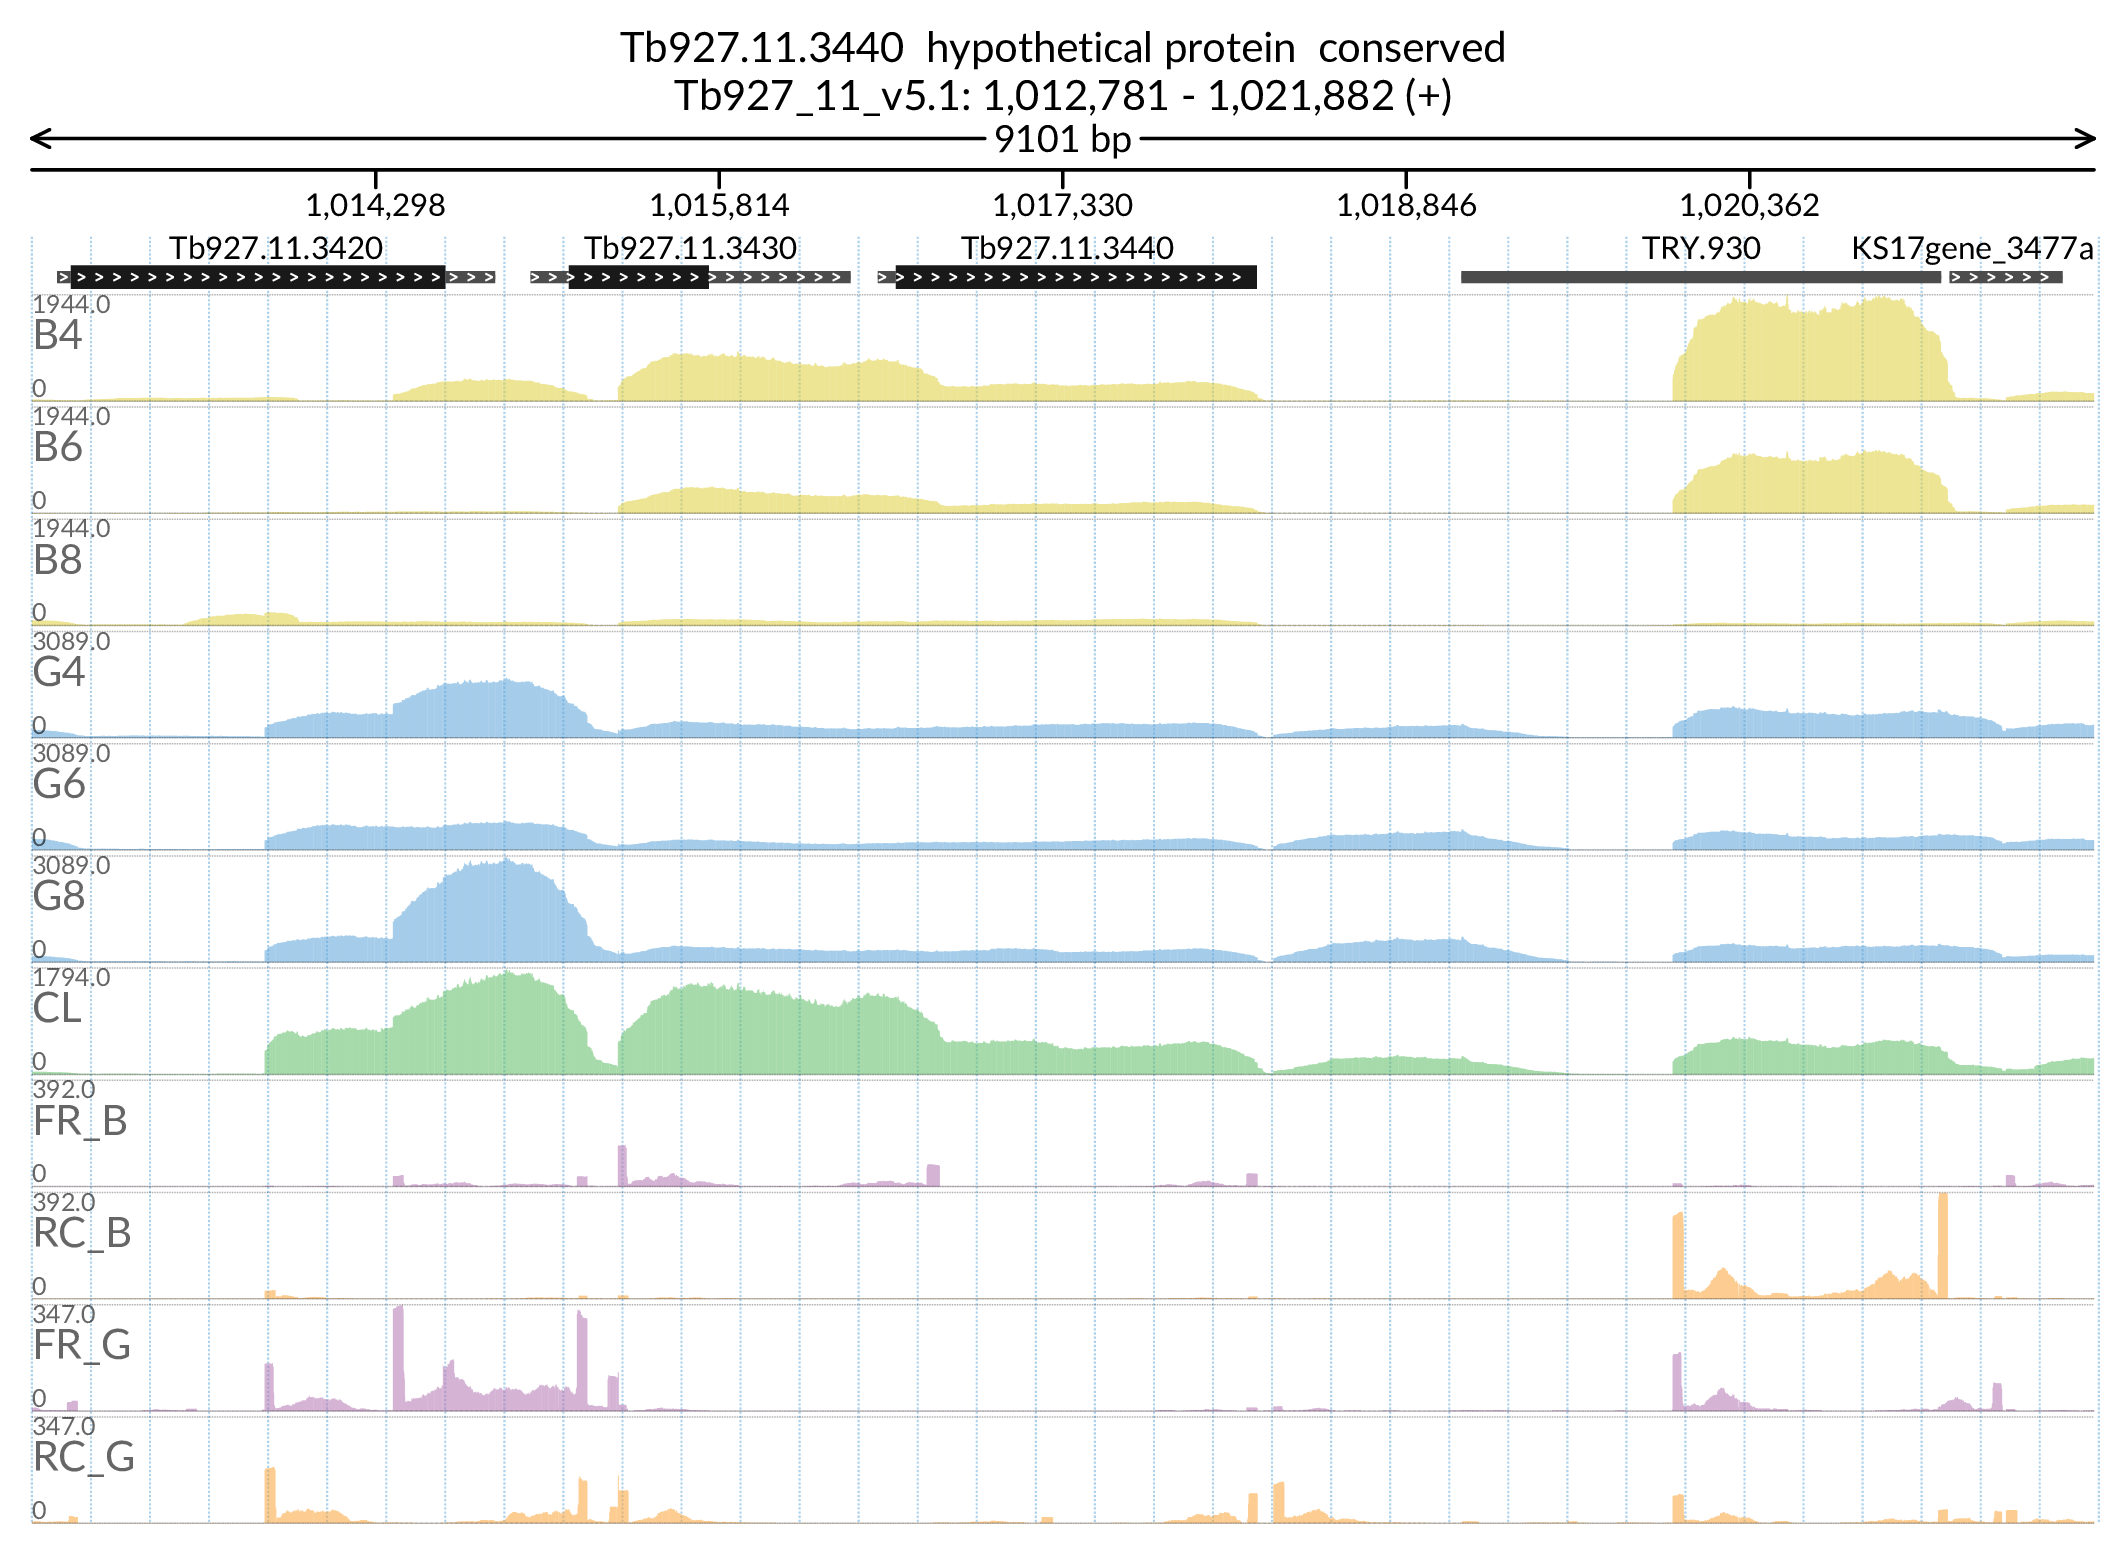 Tb927.11.3440  hypothetical protein  conserved
Tb927_11_v5.1: 1,012,781 - 1,021,882 (+)
9101 bp
1,014,298 1,015,814 1,017,330 1,018,846 1,020,362
Tb927.11.3420 Tb927.11.3430 Tb927.11.3440 TRY.930 KS17gene_3477a
1944.0
B4
0
1944.0
B6
0
1944.0
B8
0
3089.0
G4
0
3089.0
G6
0
3089.0
G8
0
1794.0
CL
0
392.0
FR_B
0
392.0
RC_B
0
347.0
FR_G
0
347.0
RC_G
0